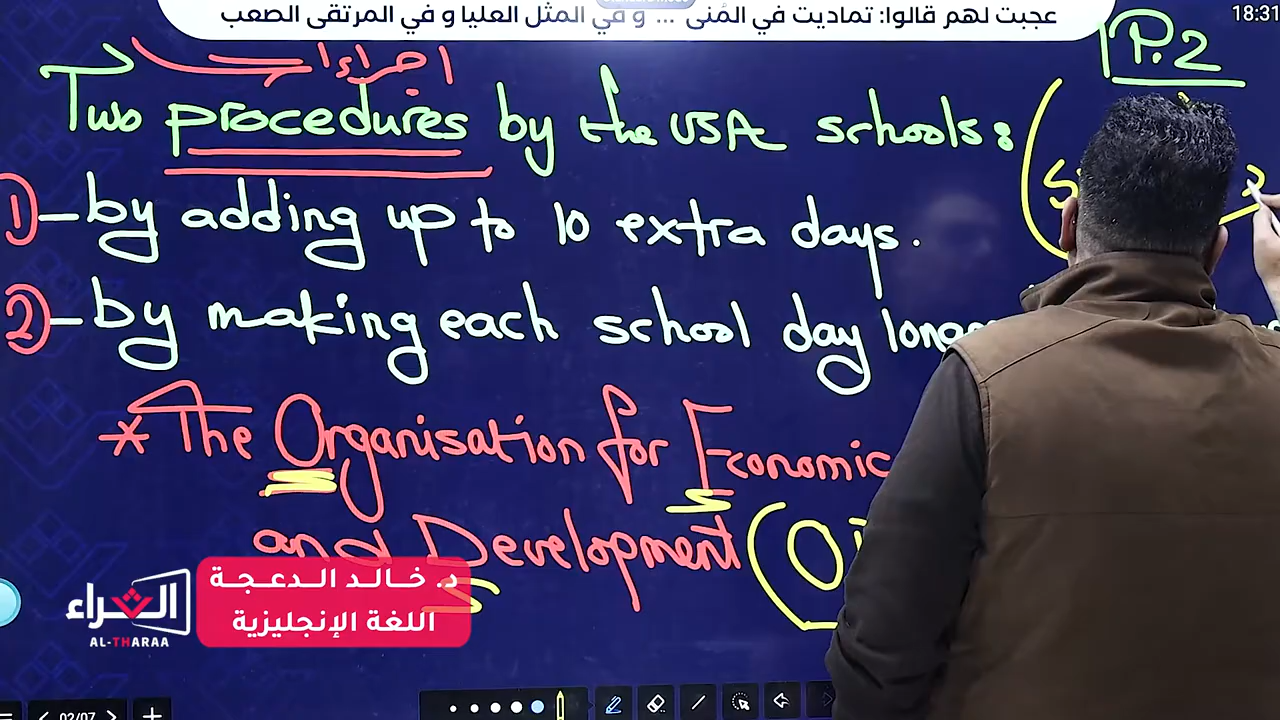 عجبت لهم قالوا: تماديت في المُنى ... و في المثل العليا و في المرتقى الصعب
18:31
P.2
اجراءا
Two procedures by the USA schools:
1 - by adding up to 10 extra days.
2 - by making each school day
* The Organisation for Economic
and Development (O
د. خالد الدعجة
اللغة الإنجليزية
الثراء
AL-THARAA
02/07